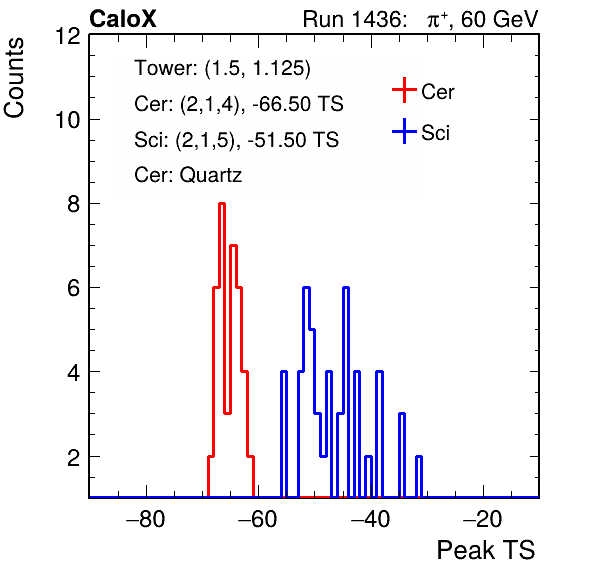 CaloX Run 1436: π⁺, 60 GeV
Counts
12
10
8
6
4
2
Tower: (1.5, 1.125)
Cer: (2,1,4), -66.50 TS
Sci: (2,1,5), -51.50 TS
Cer: Quartz
Cer
Sci
−80 −60 −40 −20
Peak TS